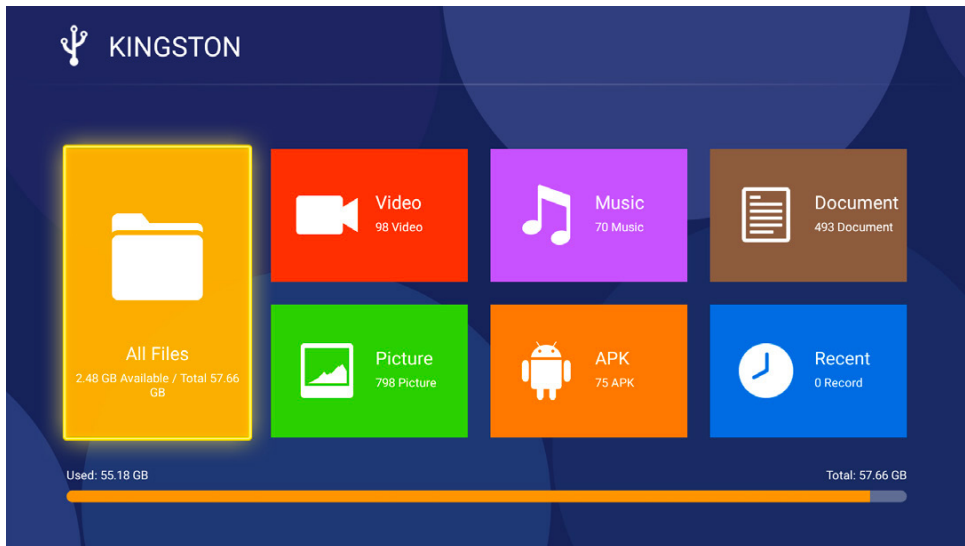 KINGSTON
All Files
2.48 GB Available / Total 57.66
GB
Video
98 Video
Music
70 Music
Document
493 Document
Picture
798 Picture
APK
75 APK
Recent
0 Record
Used: 55.18 GB
Total: 57.66 GB